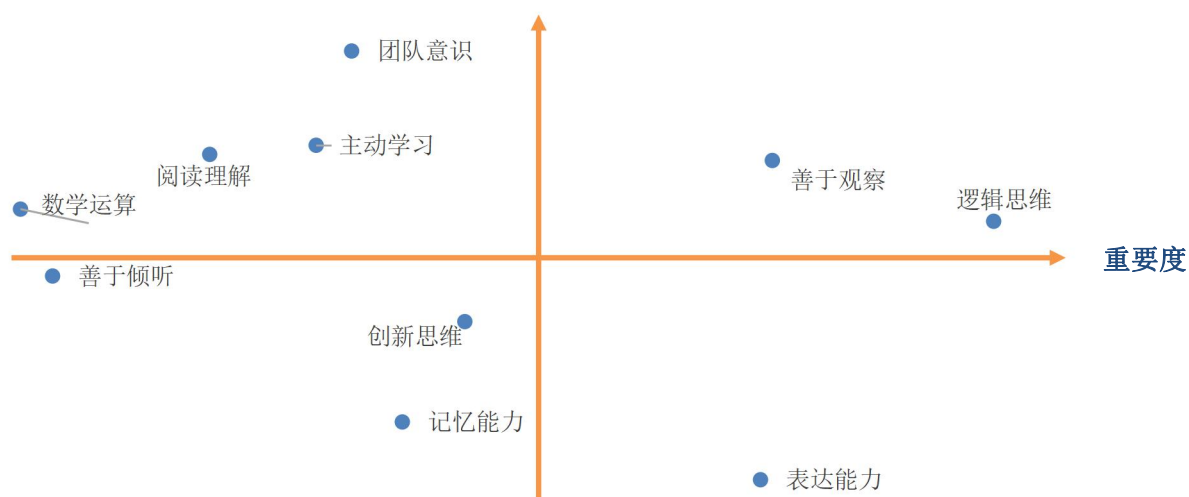 团队意识
主动学习
阅读理解
善于观察
数学运算
逻辑思维
重要度
善于倾听
创新思维
记忆能力
表达能力